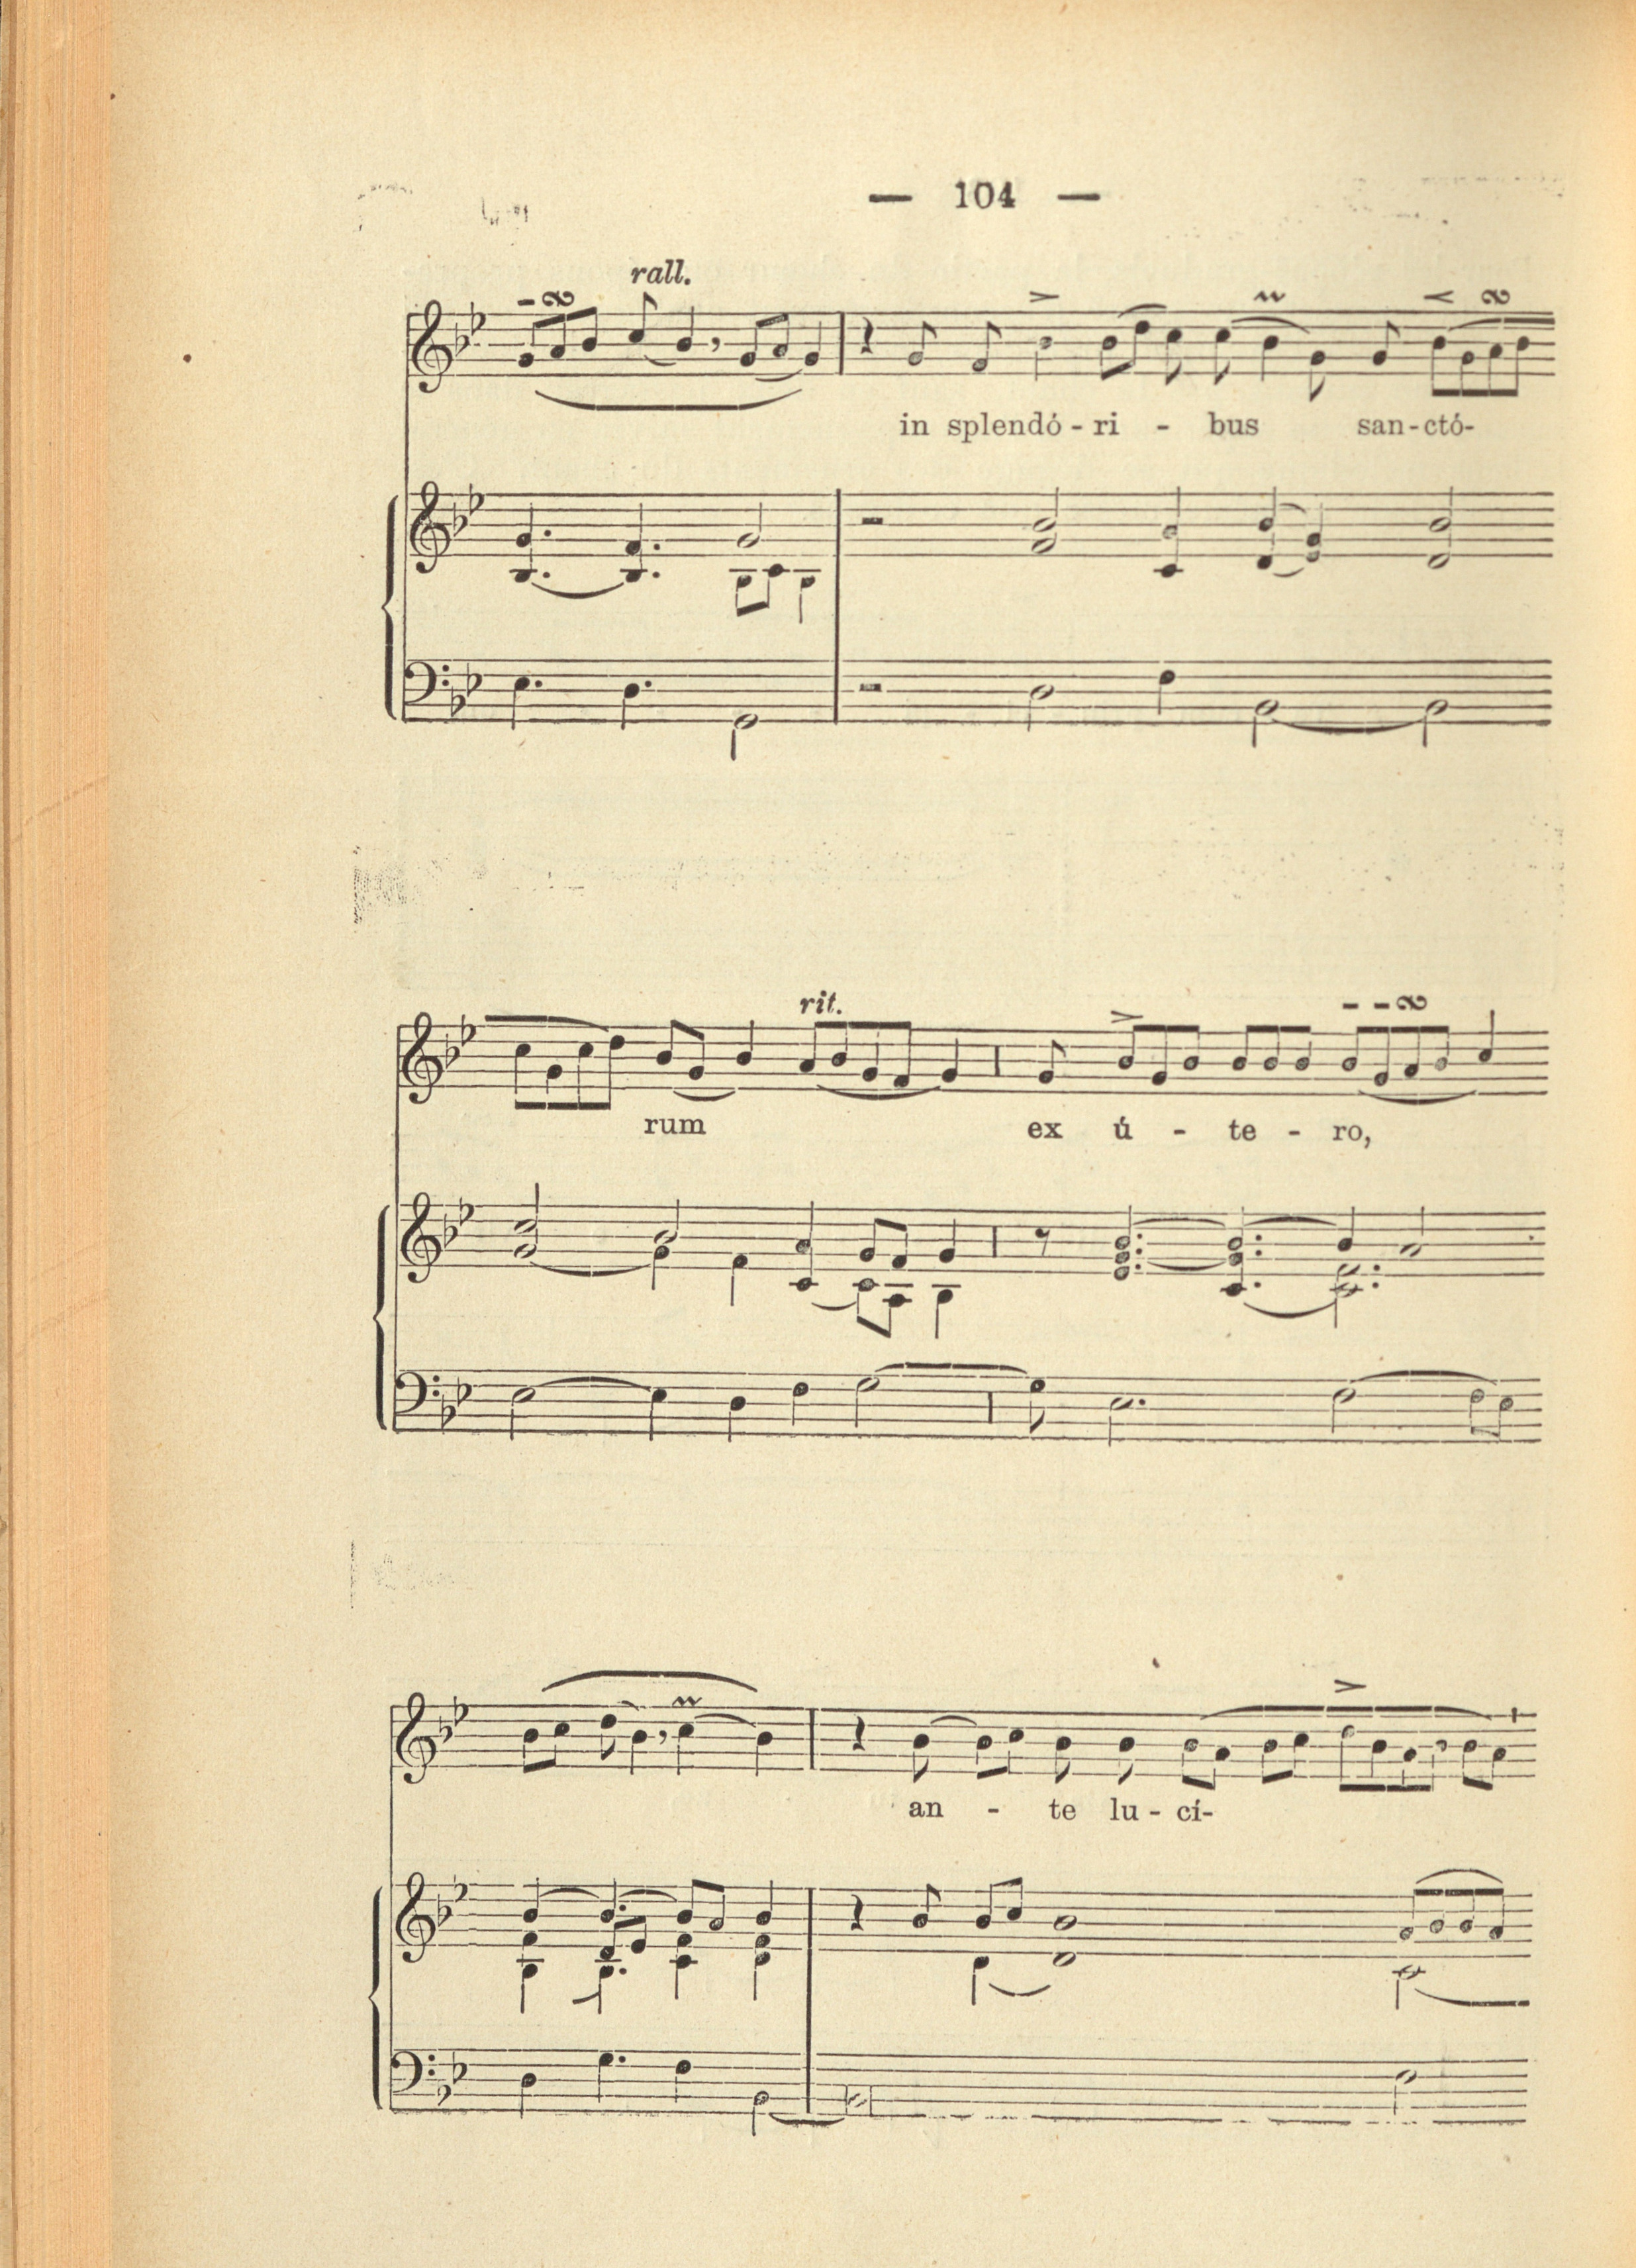 — 104 —
rall.
in splendó - ri - bus san - ctó-
rit.
rum ex ú - te - ro,
an - te lu - cí-